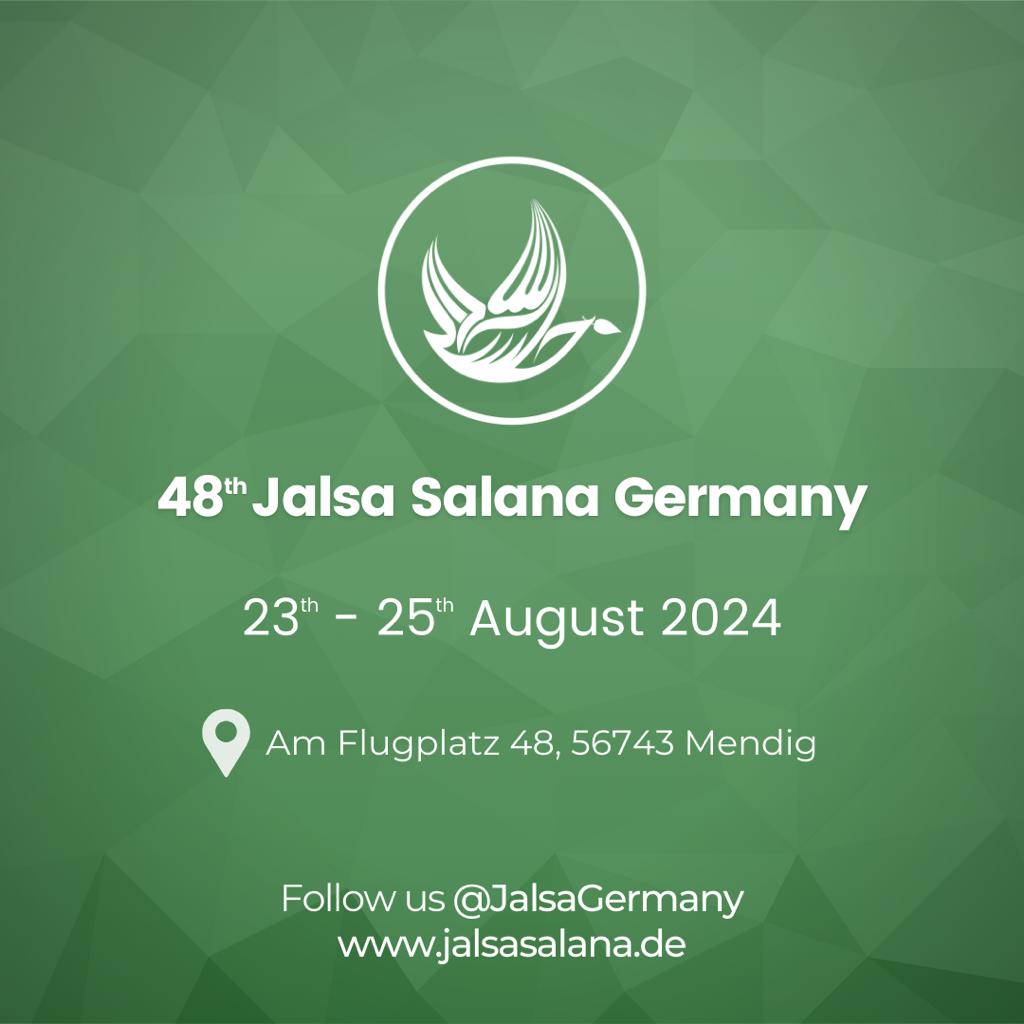 48th Jalsa Salana Germany
23th - 25th August 2024
Am Flugplatz 48, 56743 Mendig
Follow us @JalsaGermany
www.jalsasalana.de